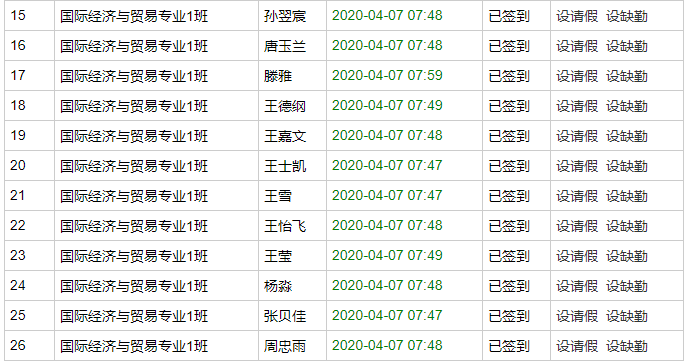 15 国际经济与贸易专业1班 孙翌宸 2020-04-07 07:48 已签到 设请假 设缺勤
16 国际经济与贸易专业1班 唐玉兰 2020-04-07 07:48 已签到 设请假 设缺勤
17 国际经济与贸易专业1班 滕雅 2020-04-07 07:59 已签到 设请假 设缺勤
18 国际经济与贸易专业1班 王德纲 2020-04-07 07:49 已签到 设请假 设缺勤
19 国际经济与贸易专业1班 王嘉文 2020-04-07 07:48 已签到 设请假 设缺勤
20 国际经济与贸易专业1班 王士凯 2020-04-07 07:47 已签到 设请假 设缺勤
21 国际经济与贸易专业1班 王雪 2020-04-07 07:47 已签到 设请假 设缺勤
22 国际经济与贸易专业1班 王怡飞 2020-04-07 07:48 已签到 设请假 设缺勤
23 国际经济与贸易专业1班 王莹 2020-04-07 07:49 已签到 设请假 设缺勤
24 国际经济与贸易专业1班 杨淼 2020-04-07 07:48 已签到 设请假 设缺勤
25 国际经济与贸易专业1班 张贝佳 2020-04-07 07:47 已签到 设请假 设缺勤
26 国际经济与贸易专业1班 周忠雨 2020-04-07 07:48 已签到 设请假 设缺勤